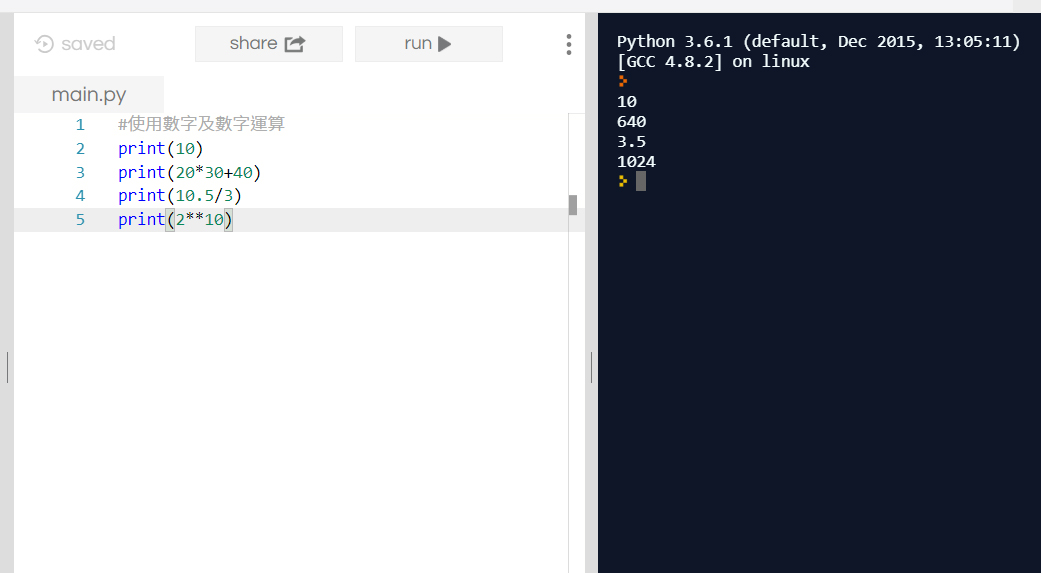 saved
share
run
main.py
1 #使用數字及數字運算
2 print(10)
3 print(20*30+40)
4 print(10.5/3)
5 print(2**10)
Python 3.6.1 (default, Dec 2015, 13:05:11)
[GCC 4.8.2] on linux
10
640
3.5
1024